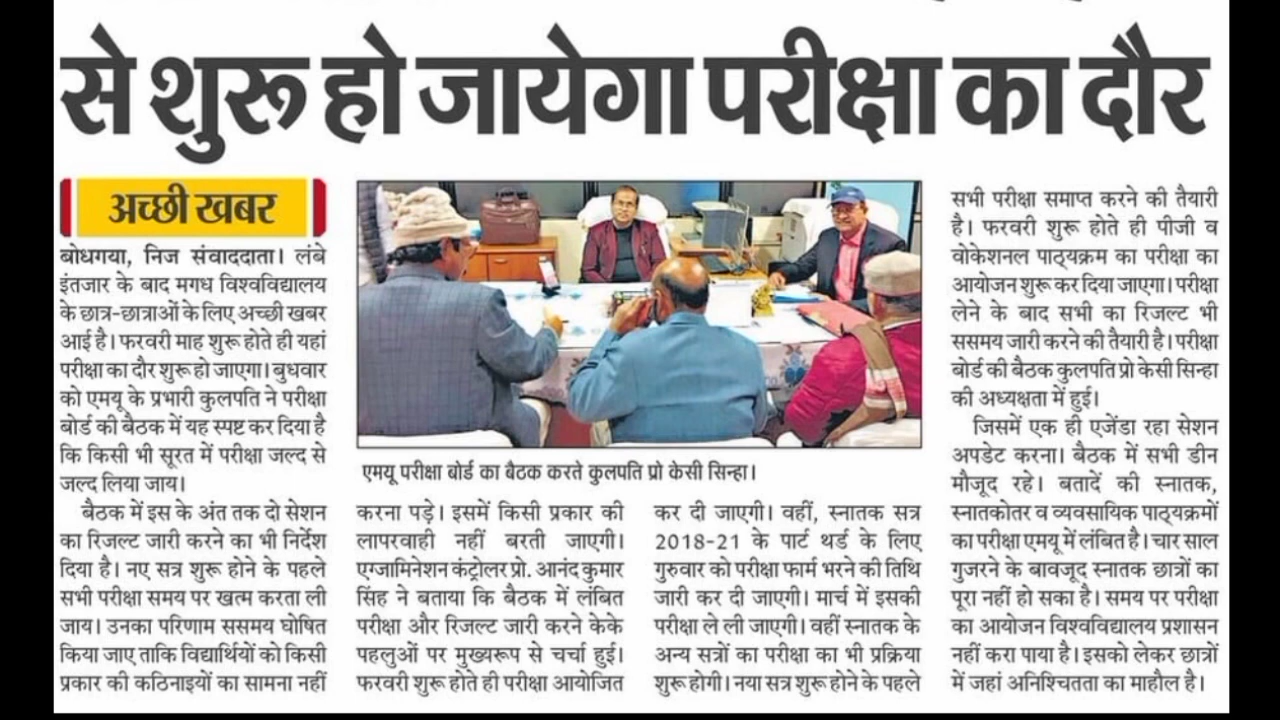 से शुरू हो जायेगा परीक्षा का दौर
अच्छी खबर
बोधगया, निज संवाददाता। लंबे
इंतजार के बाद मगध विश्वविद्यालय
के छात्र-छात्राओं के लिए अच्छी खबर
आई है। फरवरी माह शुरू होते ही यहां
परीक्षा का दौर शुरू हो जाएगा। बुधवार
को एमयू के प्रभारी कुलपति ने परीक्षा
बोर्ड की बैठक में यह स्पष्ट कर दिया है
कि किसी भी सूरत में परीक्षा जल्द से
जल्द लिया जाय।
बैठक में इस के अंत तक दो सेशन
का रिजल्ट जारी करने का भी निर्देश
दिया है। नए सत्र शुरू होने के पहले
सभी परीक्षा समय पर खत्म करता ली
जाय। उनका परिणाम ससमय घोषित
किया जाए ताकि विद्यार्थियों को किसी
प्रकार की कठिनाइयों का सामना नहीं
एमयू परीक्षा बोर्ड का बैठक करते कुलपति प्रो केसी सिन्हा।
करना पड़े। इसमें किसी प्रकार की
लापरवाही नहीं बरती जाएगी।
एग्जामिनेशन कंट्रोलर प्रो. आनंद कुमार
सिंह ने बताया कि बैठक में लंबित
परीक्षा और रिजल्ट जारी करने केके
पहलुओं पर मुख्यरूप से चर्चा हुई।
फरवरी शुरू होते ही परीक्षा आयोजित
कर दी जाएगी। वहीं, स्नातक सत्र
2018-21 के पार्ट थर्ड के लिए
गुरुवार को परीक्षा फार्म भरने की तिथि
जारी कर दी जाएगी। मार्च में इसकी
परीक्षा ले ली जाएगी। वहीं स्नातक के
अन्य सत्रों का परीक्षा का भी प्रक्रिया
शुरू होगी। नया सत्र शुरू होने के पहले
सभी परीक्षा समाप्त करने की तैयारी
है। फरवरी शुरू होते ही पीजी व
वोकेशनल पाठ्यक्रम का परीक्षा का
आयोजन शुरू कर दिया जाएगा। परीक्षा
लेने के बाद सभी का रिजल्ट भी
ससमय जारी करने की तैयारी है। परीक्षा
बोर्ड की बैठक कुलपति प्रो केसी सिन्हा
की अध्यक्षता में हुई।
जिसमें एक ही एजेंडा रहा सेशन
अपडेट करना। बैठक में सभी डीन
मौजूद रहे। बतादें की स्नातक,
स्नातकोतर व व्यवसायिक पाठ्यक्रमों
का परीक्षा एमयू में लंबित है। चार साल
गुजरने के बावजूद स्नातक छात्रों का
पूरा नहीं हो सका है। समय पर परीक्षा
का आयोजन विश्वविद्यालय प्रशासन
नहीं करा पाया है। इसको लेकर छात्रों
में जहां अनिश्चितता का माहौल है।